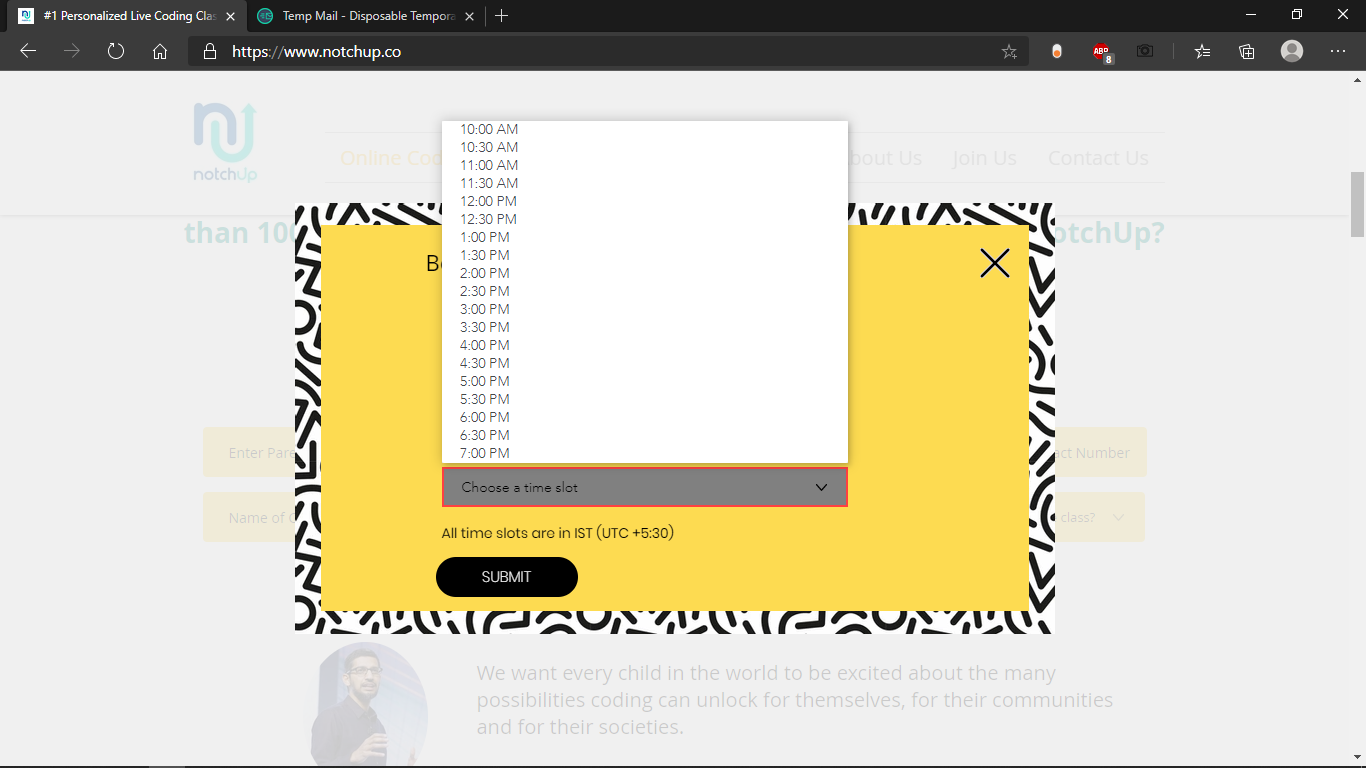 #1 Personalized Live Coding Clas
Temp Mail - Disposable Tempora
https://www.notchup.co
ABP
8
notchUp
Online Cod
bout Us
Join Us
Contact Us
than 100
otchUp?
10:00 AM
10:30 AM
11:00 AM
11:30 AM
12:00 PM
12:30 PM
1:00 PM
1:30 PM
2:00 PM
2:30 PM
3:00 PM
3:30 PM
4:00 PM
4:30 PM
5:00 PM
5:30 PM
6:00 PM
6:30 PM
7:00 PM
Enter Pare
act Number
Choose a time slot
Name of C
class?
All time slots are in IST (UTC +5:30)
SUBMIT
We want every child in the world to be excited about the many
possibilities coding can unlock for themselves, for their communities
and for their societies.